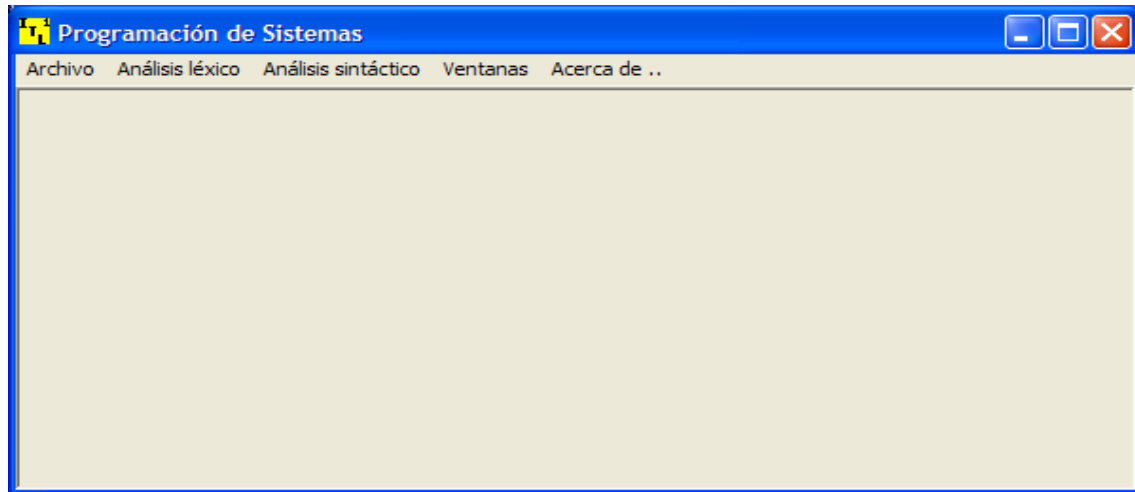 Programación de Sistemas
Archivo Análisis léxico Análisis sintáctico Ventanas Acerca de ..